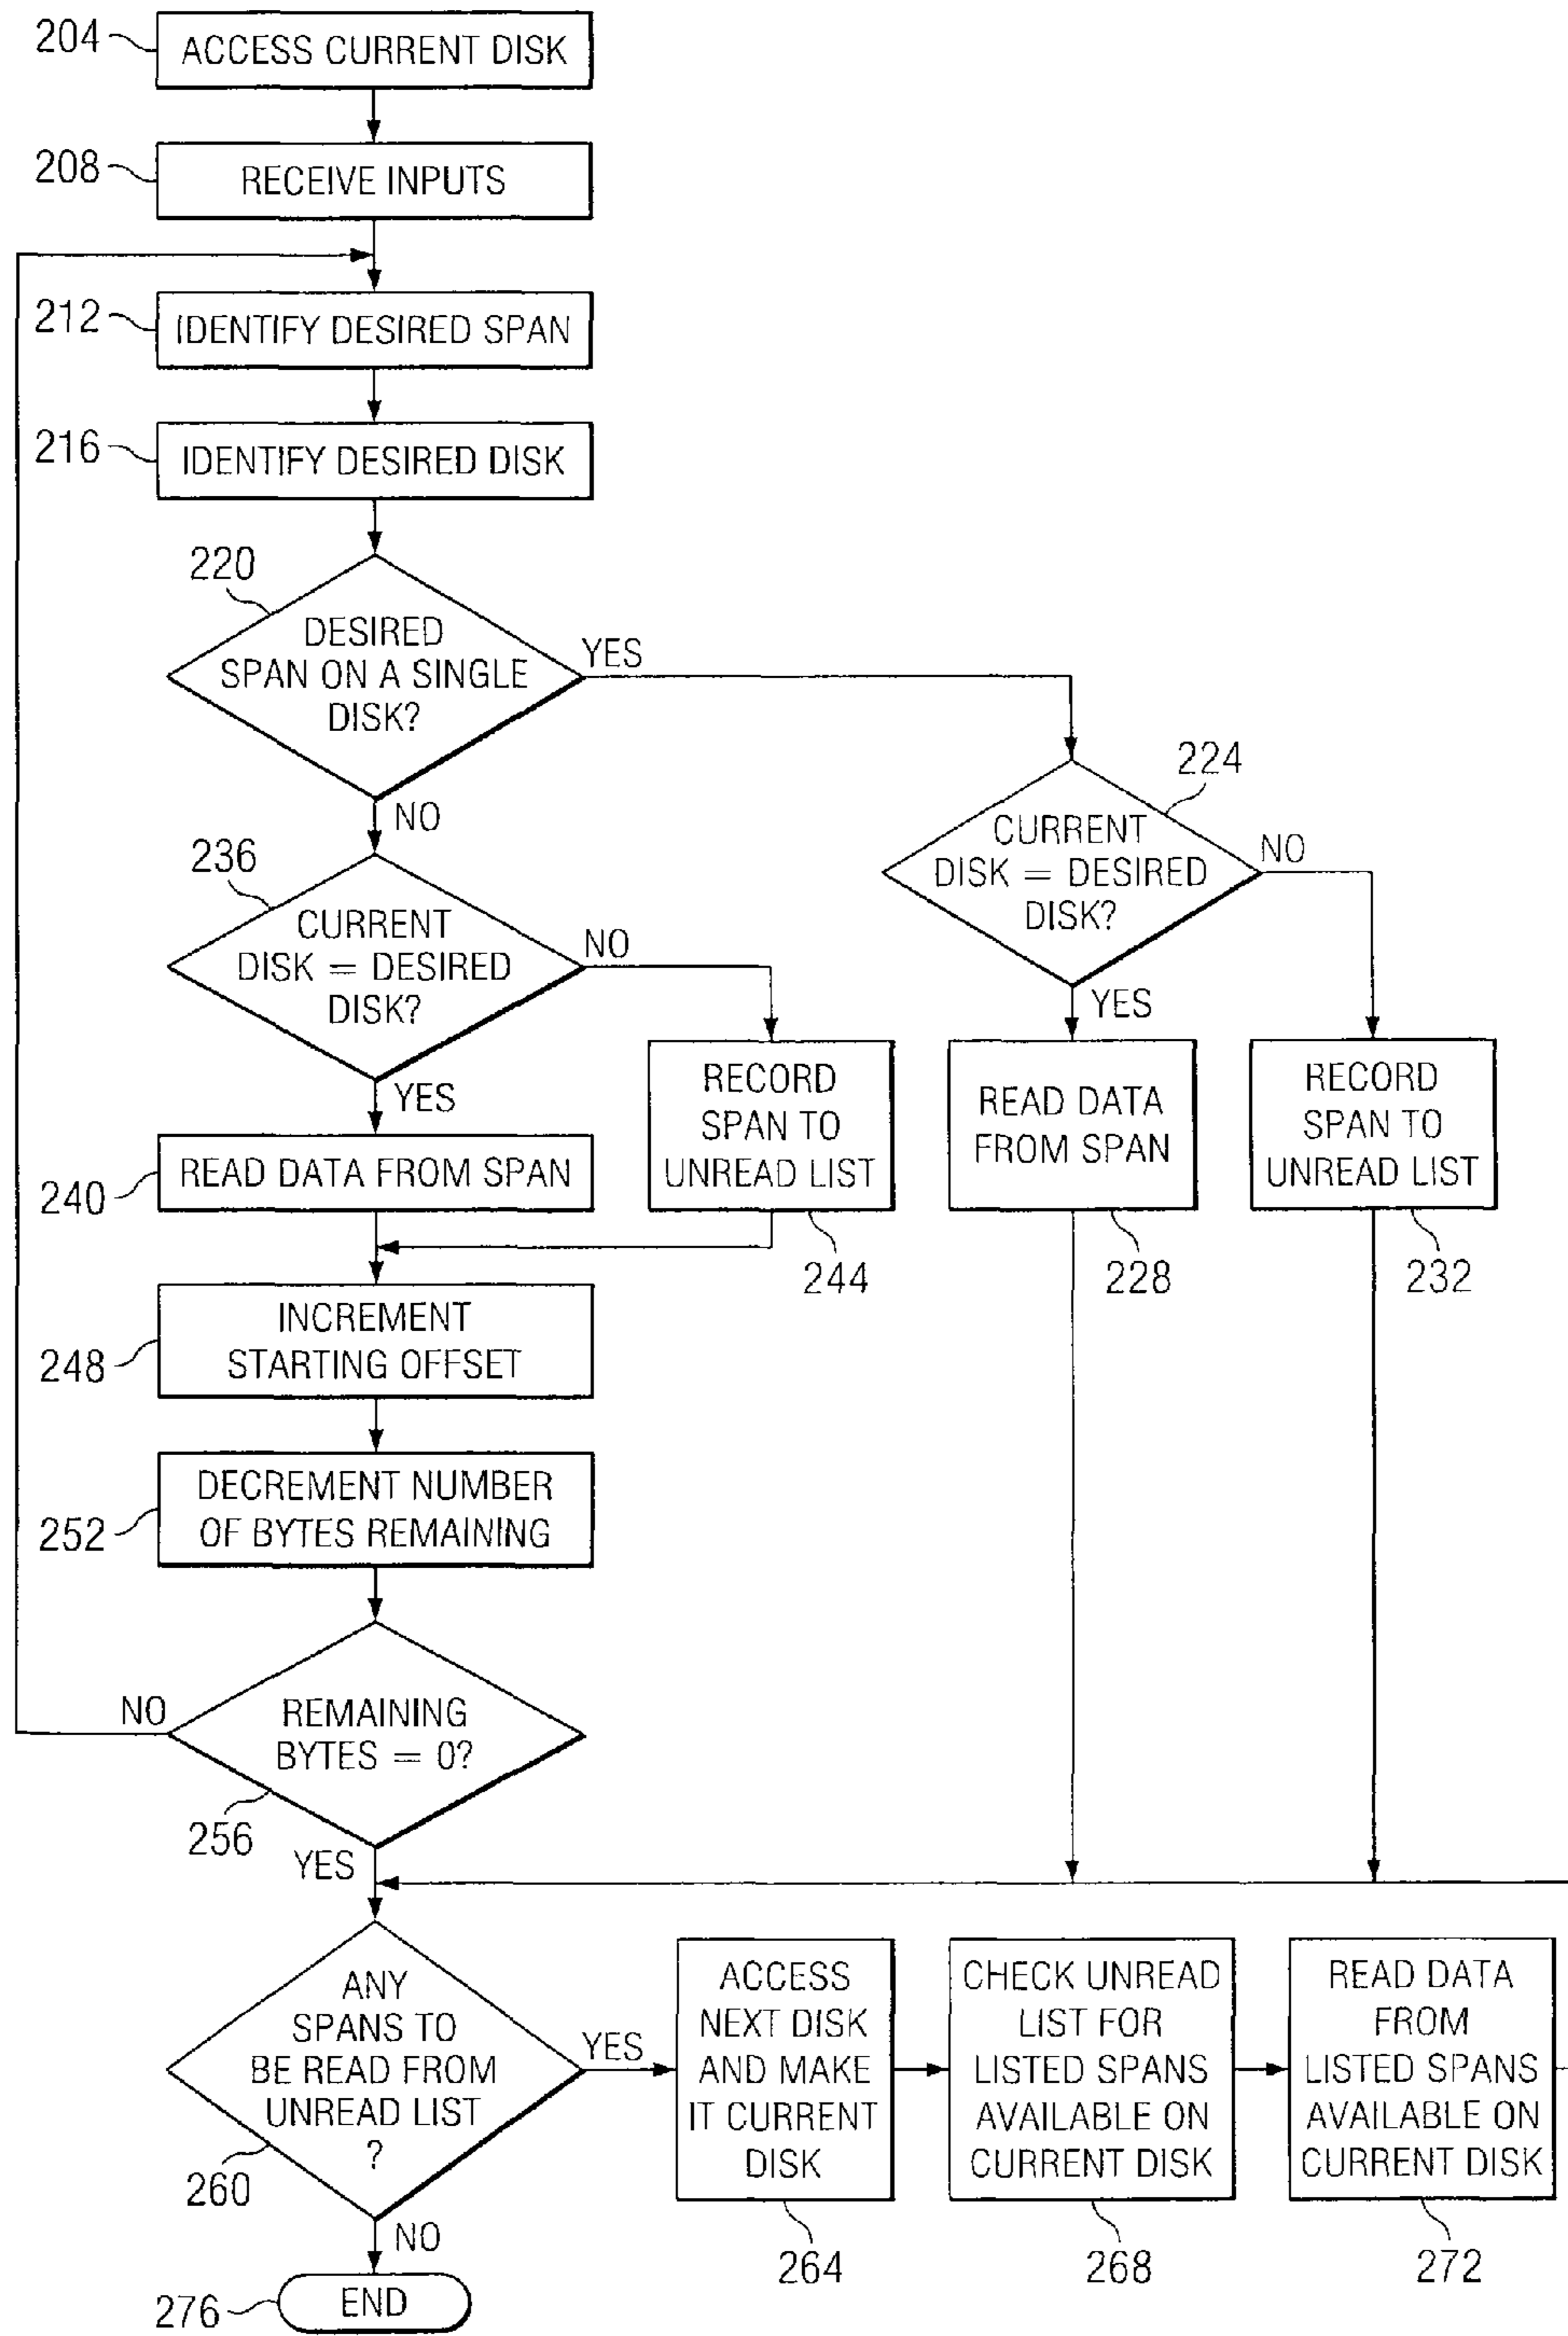 204
ACCESS CURRENT DISK
208
RECEIVE INPUTS
212
IDENTIFY DESIRED SPAN
216
IDENTIFY DESIRED DISK
220
DESIRED
SPAN ON A SINGLE
DISK?
YES
NO
224
CURRENT
DISK = DESIRED
DISK?
NO
YES
236
CURRENT
DISK = DESIRED
DISK?
NO
YES
240
READ DATA FROM SPAN
RECORD
SPAN TO
UNREAD LIST
244
READ DATA
FROM SPAN
228
RECORD
SPAN TO
UNREAD LIST
232
248
INCREMENT
STARTING OFFSET
252
DECREMENT NUMBER
OF BYTES REMAINING
NO
REMAINING
BYTES = 0?
256
YES
ANY
SPANS TO
BE READ FROM
UNREAD LIST
?
260
YES
NO
ACCESS
NEXT DISK
AND MAKE
IT CURRENT
DISK
264
CHECK UNREAD
LIST FOR
LISTED SPANS
AVAILABLE ON
CURRENT DISK
268
READ DATA
FROM
LISTED SPANS
AVAILABLE ON
CURRENT DISK
272
276
END